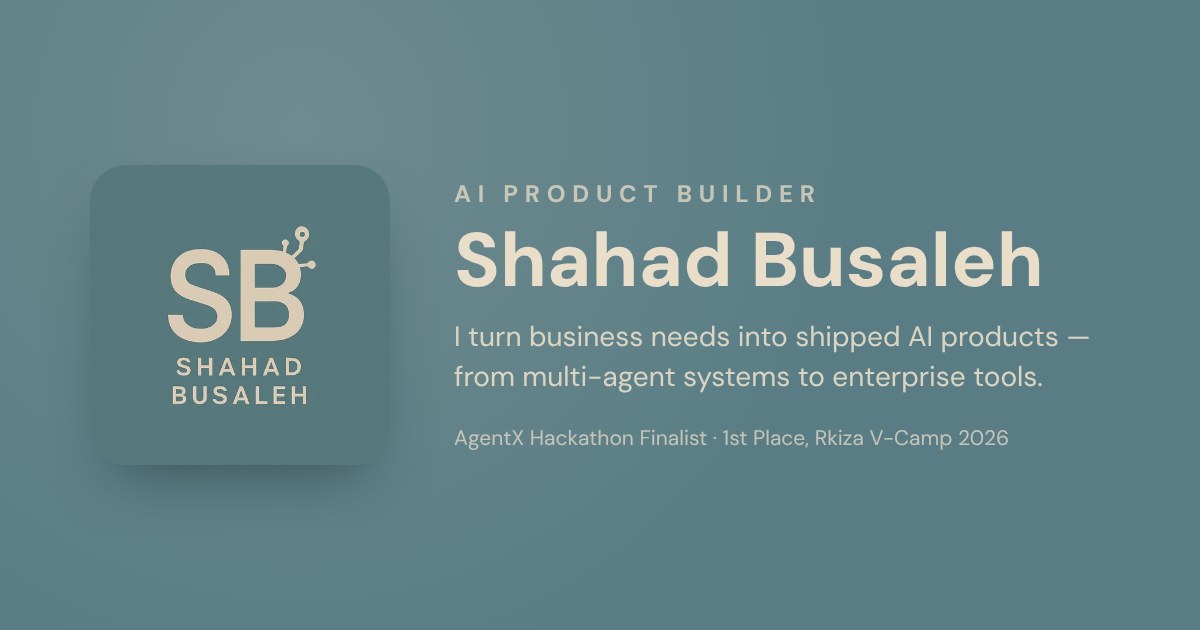 SB
SHAHAD
BUSALEH
AI PRODUCT BUILDER
Shahad Busaleh
I turn business needs into shipped AI products —
from multi-agent systems to enterprise tools.
AgentX Hackathon Finalist · 1st Place, Rkiza V-Camp 2026